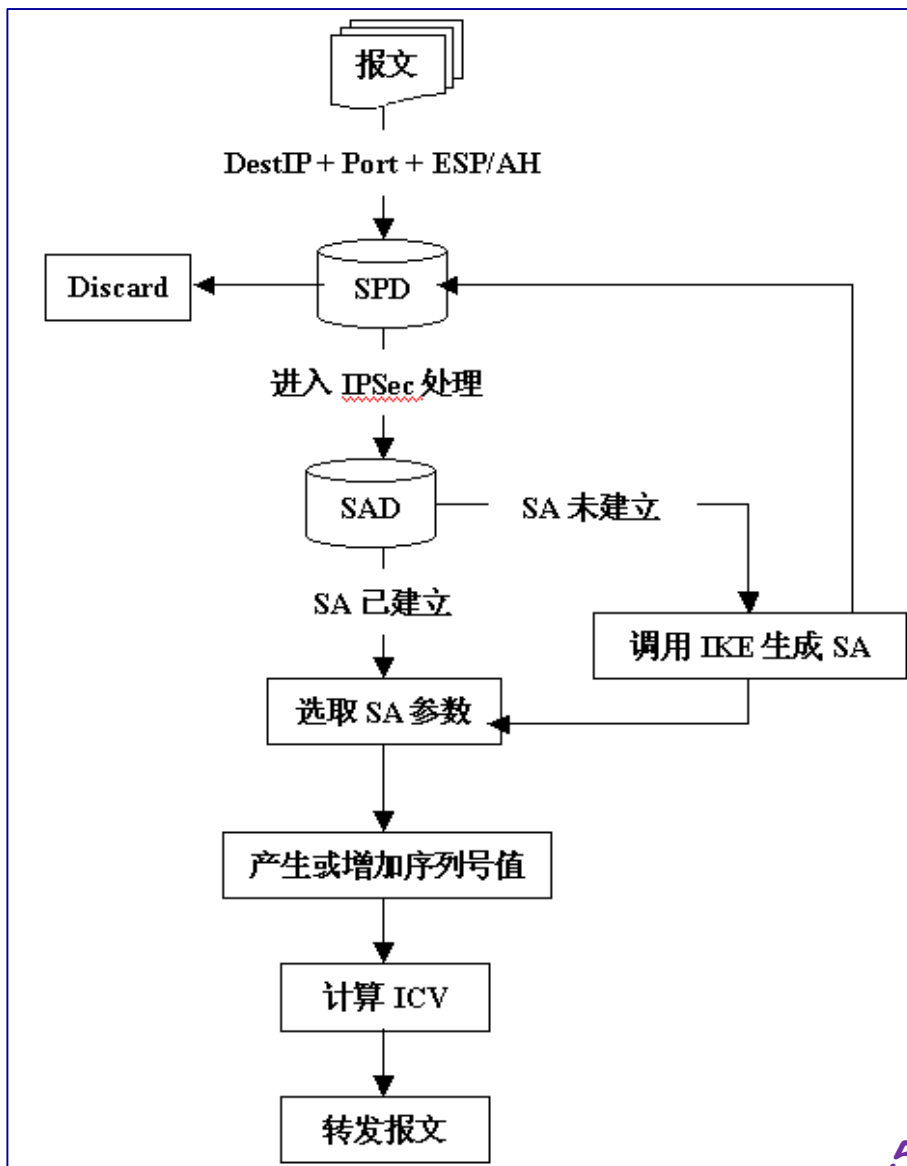 报文
DestIP + Port + ESP/AH
Discard
SPD
进入 IPSec 处理
SAD
SA 未建立
SA 已建立
调用 IKE 生成 SA
选取 SA 参数
产生或增加序列号值
计算 ICV
转发报文